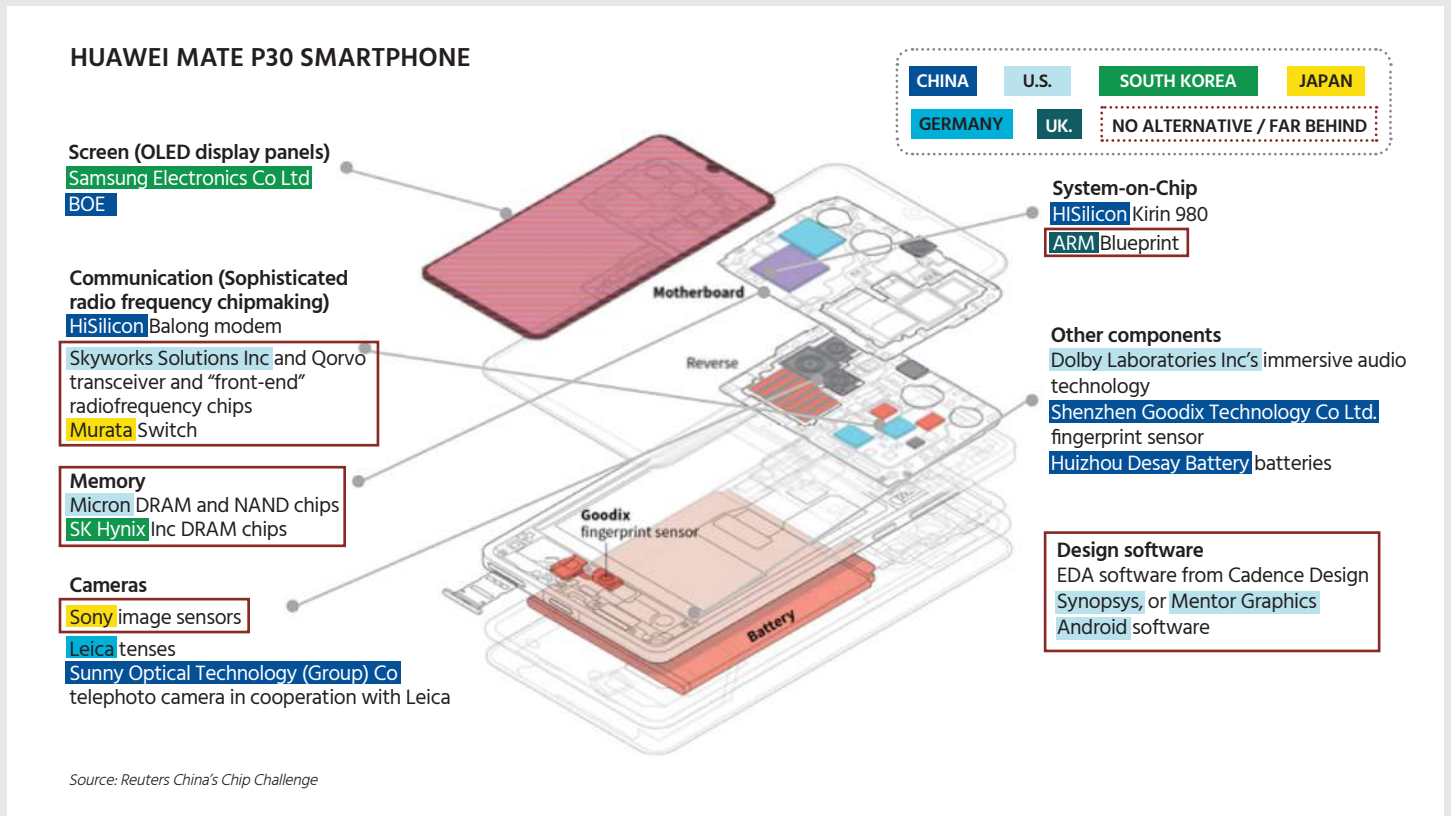 HUAWEI MATE P30 SMARTPHONE
CHINA
U.S.
SOUTH KOREA
JAPAN
GERMANY
UK.
NO ALTERNATIVE / FAR BEHIND
Screen (OLED display panels)
Samsung Electronics Co Ltd
BOE
Communication (Sophisticated
radio frequency chipmaking)
HiSilicon Balong modem
Skyworks Solutions Inc and Qorvo
transceiver and “front-end”
radiofrequency chips
Murata Switch
Memory
Micron DRAM and NAND chips
SK Hynix Inc DRAM chips
Cameras
Sony image sensors
Leica tenses
Sunny Optical Technology (Group) Co
telephoto camera in cooperation with Leica
Motherboard
Reverse
Goodix
fingerprint sensor
Battery
System-on-Chip
HISilicon Kirin 980
ARM Blueprint
Other components
Dolby Laboratories Inc’s immersive audio
technology
Shenzhen Goodix Technology Co Ltd.
fingerprint sensor
Huizhou Desay Battery batteries
Design software
EDA software from Cadence Design
Synopsys, or Mentor Graphics
Android software
Source: Reuters China’s Chip Challenge